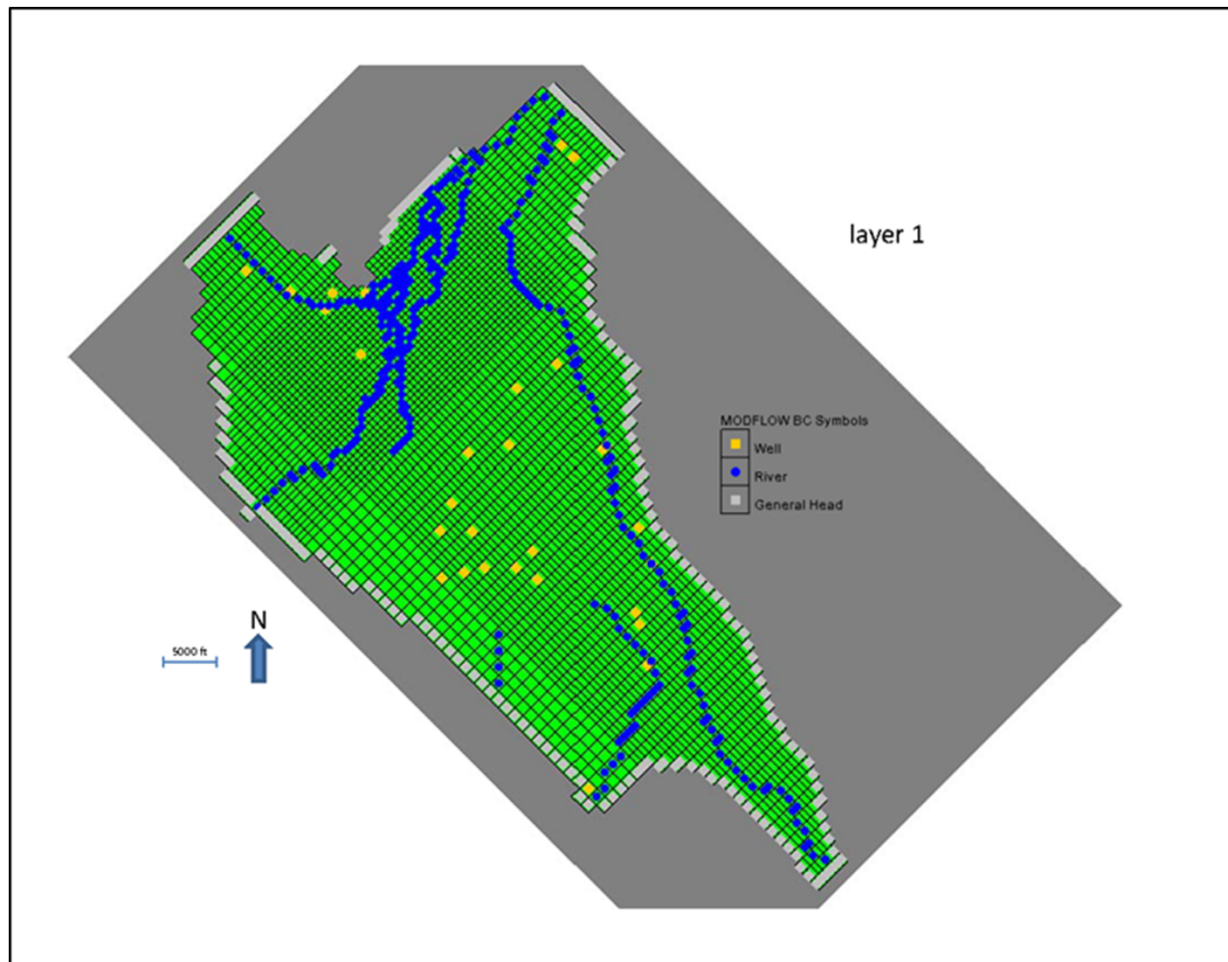 layer 1
MODFLOW BC Symbols
Well
River
General Head
N
5000 ft